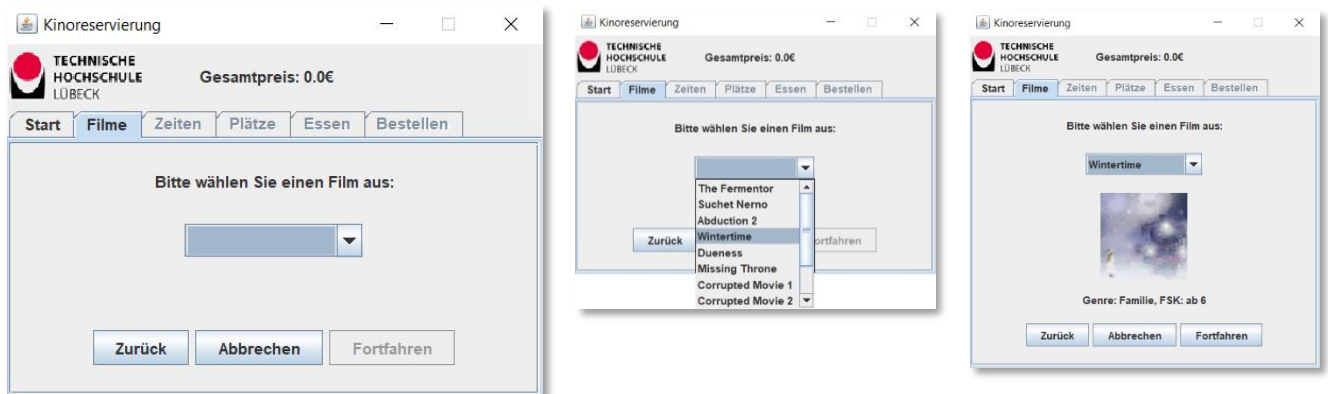 Kinoreservierung
TECHNISCHE
HOCHSCHULE
LÜBECK
Gesamtpreis: 0.0€
Start Filme Zeiten Plätze Essen Bestellen
Bitte wählen Sie einen Film aus:
Zurück Abbrechen Fortfahren
Kinoreservierung
TECHNISCHE
HOCHSCHULE
LÜBECK
Gesamtpreis: 0.0€
Start Filme Zeiten Plätze Essen Bestellen
Bitte wählen Sie einen Film aus:
The Fermentor
Suchet Nerno
Abduction 2
Wintertime
Dueness
Missing Throne
Corrupted Movie 1
Corrupted Movie 2
Zurück ortfahren
Kinoreservierung
TECHNISCHE
HOCHSCHULE
LÜBECK
Gesamtpreis: 0.0€
Start Filme Zeiten Plätze Essen Bestellen
Bitte wählen Sie einen Film aus:
Wintertime
Genre: Familie, FSK: ab 6
Zurück Abbrechen Fortfahren